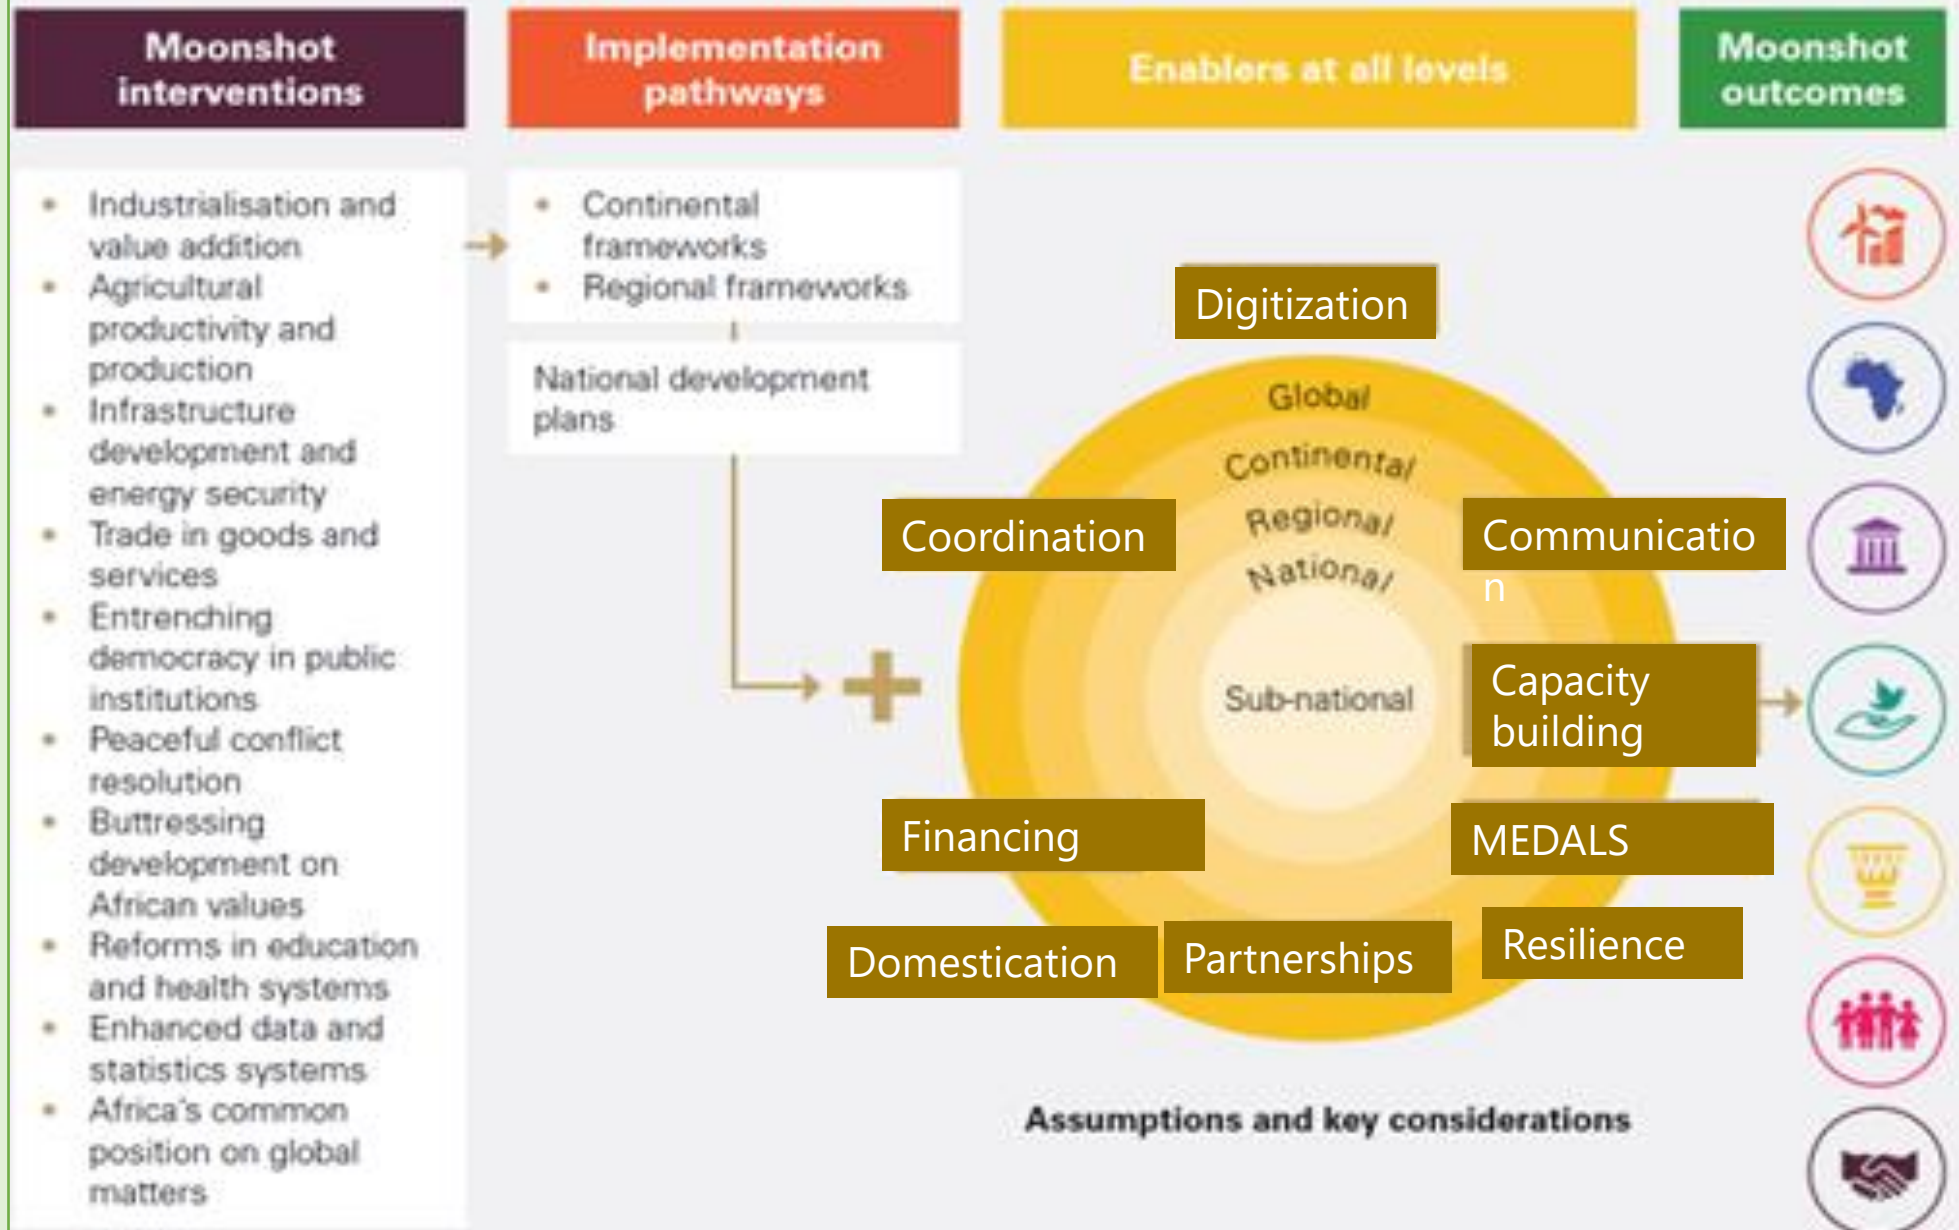 Moonshot
interventions
Implementation
pathways
Enablers at all levels
Moonshot
outcomes
• Industrialisation and
value addition
• Agricultural
productivity and
production
• Infrastructure
development and
energy security
• Trade in goods and
services
• Entrenching
democracy in public
institutions
• Peaceful conflict
resolution
• Buttressing
development on
African values
• Reforms in education
and health systems
• Enhanced data and
statistics systems
• Africa's common
position on global
matters
• Continental
frameworks
• Regional frameworks
National development
plans
Digitization
Global
Continental
Regional
National
Sub-national
Coordination
Communicatio
n
Capacity
building
Financing
MEDALS
Domestication
Partnerships
Resilience
Assumptions and key considerations